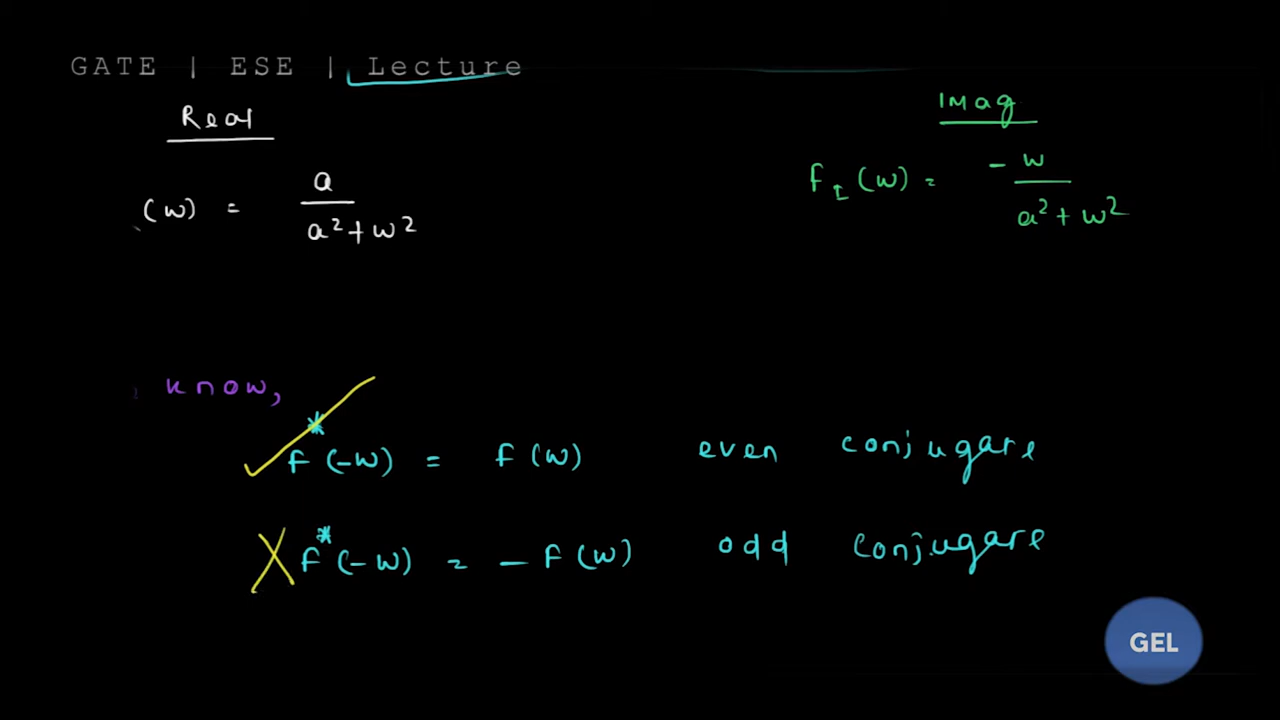 GATE | ESE | Lecture
Real
(w) = a / a²+w²
Imag
f_I (w) = -w / a²+w²
know,
f*(-w) = f(w) even conjugare
f*(-w) = -f(w) odd conjugare
GEL